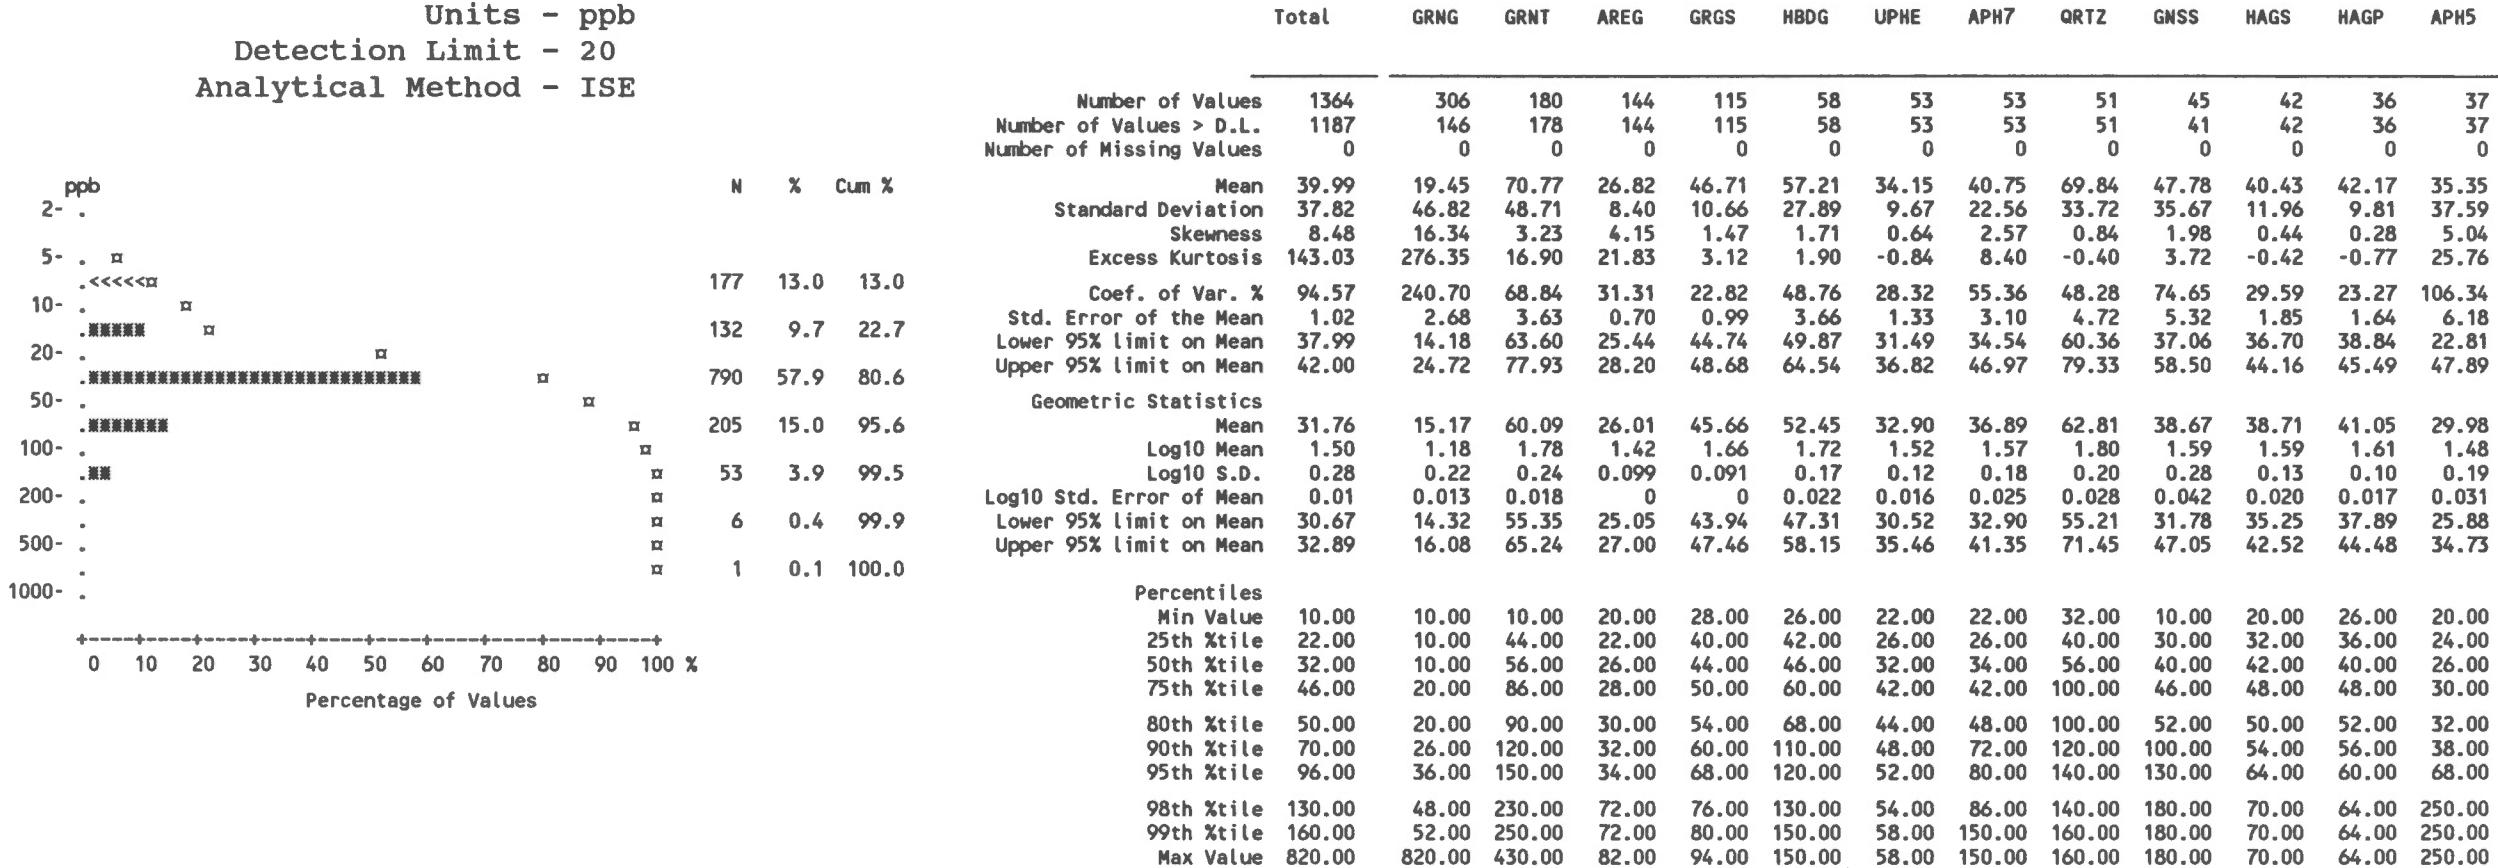 Units - ppb
Detection Limit - 20
Analytical Method - ISE
ppb N % Cum %
2-
5- ¤
<<<<<¤ 177 13.0 13.0
10- ¤
***** ¤ 132 9.7 22.7
20- ¤
***************************** ¤ 790 57.9 80.6
50- ¤
******* ¤ 205 15.0 95.6
100- ¤
** ¤ 53 3.9 99.5
200- ¤
¤ 6 0.4 99.9
500- ¤
¤ 1 0.1 100.0
1000-
0 10 20 30 40 50 60 70 80 90 100 %
Percentage of Values
Total GRNG GRNT AREG GRGS HBDG UPHE APH7 QRTZ GNSS HAGS HAGP APH5
Number of Values 1364 306 180 144 115 58 53 53 51 45 42 36 37
Number of Values > D.L. 1187 146 178 144 115 58 53 53 51 41 42 36 37
Number of Missing Values 0 0 0 0 0 0 0 0 0 0 0 0 0
Mean 39.99 19.45 70.77 26.82 46.71 57.21 34.15 40.75 69.84 47.78 40.43 42.17 35.35
Standard Deviation 37.82 46.82 48.71 8.40 10.66 27.89 9.67 22.56 33.72 35.67 11.96 9.81 37.59
Skewness 8.48 16.34 3.23 4.15 1.47 1.71 0.64 2.57 0.84 1.98 0.44 0.28 5.04
Excess Kurtosis 143.03 276.35 16.90 21.83 3.12 1.90 -0.84 8.40 -0.40 3.72 -0.42 -0.77 25.76
Coef. of Var. % 94.57 240.70 68.84 31.31 22.82 48.76 28.32 55.36 48.28 74.65 29.59 23.27 106.34
Std. Error of the Mean 1.02 2.68 3.63 0.70 0.99 3.66 1.33 3.10 4.72 5.32 1.85 1.64 6.18
Lower 95% limit on Mean 37.99 14.18 63.60 25.44 44.74 49.87 31.49 34.54 60.36 37.06 36.70 38.84 22.81
Upper 95% limit on Mean 42.00 24.72 77.93 28.20 48.68 64.54 36.82 46.97 79.33 58.50 44.16 45.49 47.89
Geometric Statistics
Mean 31.76 15.17 60.09 26.01 45.66 52.45 32.90 36.89 62.81 38.67 38.71 41.05 29.98
Log10 Mean 1.50 1.18 1.78 1.42 1.66 1.72 1.52 1.57 1.80 1.59 1.59 1.61 1.48
Log10 S.D. 0.28 0.22 0.24 0.099 0.091 0.17 0.12 0.18 0.20 0.28 0.13 0.10 0.19
Log10 Std. Error of Mean 0.01 0.013 0.018 0 0 0.022 0.016 0.025 0.028 0.042 0.020 0.017 0.031
Lower 95% limit on Mean 30.67 14.32 55.35 25.05 43.94 47.31 30.52 32.90 55.21 31.78 35.25 37.89 25.88
Upper 95% limit on Mean 32.89 16.08 65.24 27.00 47.46 58.15 35.46 41.35 71.45 47.05 42.52 44.48 34.73
Percentiles
Min Value 10.00 10.00 10.00 20.00 28.00 26.00 22.00 22.00 32.00 10.00 20.00 26.00 20.00
25th %tile 22.00 10.00 44.00 22.00 40.00 42.00 26.00 26.00 40.00 30.00 32.00 36.00 24.00
50th %tile 32.00 10.00 56.00 26.00 44.00 46.00 32.00 34.00 56.00 40.00 42.00 40.00 26.00
75th %tile 46.00 20.00 86.00 28.00 50.00 60.00 42.00 42.00 100.00 46.00 48.00 48.00 30.00
80th %tile 50.00 20.00 90.00 30.00 54.00 68.00 44.00 48.00 100.00 52.00 50.00 52.00 32.00
90th %tile 70.00 26.00 120.00 32.00 60.00 110.00 48.00 72.00 120.00 100.00 54.00 56.00 38.00
95th %tile 96.00 36.00 150.00 34.00 68.00 120.00 52.00 80.00 140.00 130.00 64.00 60.00 68.00
98th %tile 130.00 48.00 230.00 72.00 76.00 130.00 54.00 86.00 140.00 180.00 70.00 64.00 250.00
99th %tile 160.00 52.00 250.00 72.00 80.00 150.00 58.00 150.00 160.00 180.00 70.00 64.00 250.00
Max Value 820.00 820.00 430.00 82.00 94.00 150.00 58.00 150.00 160.00 180.00 70.00 64.00 250.00